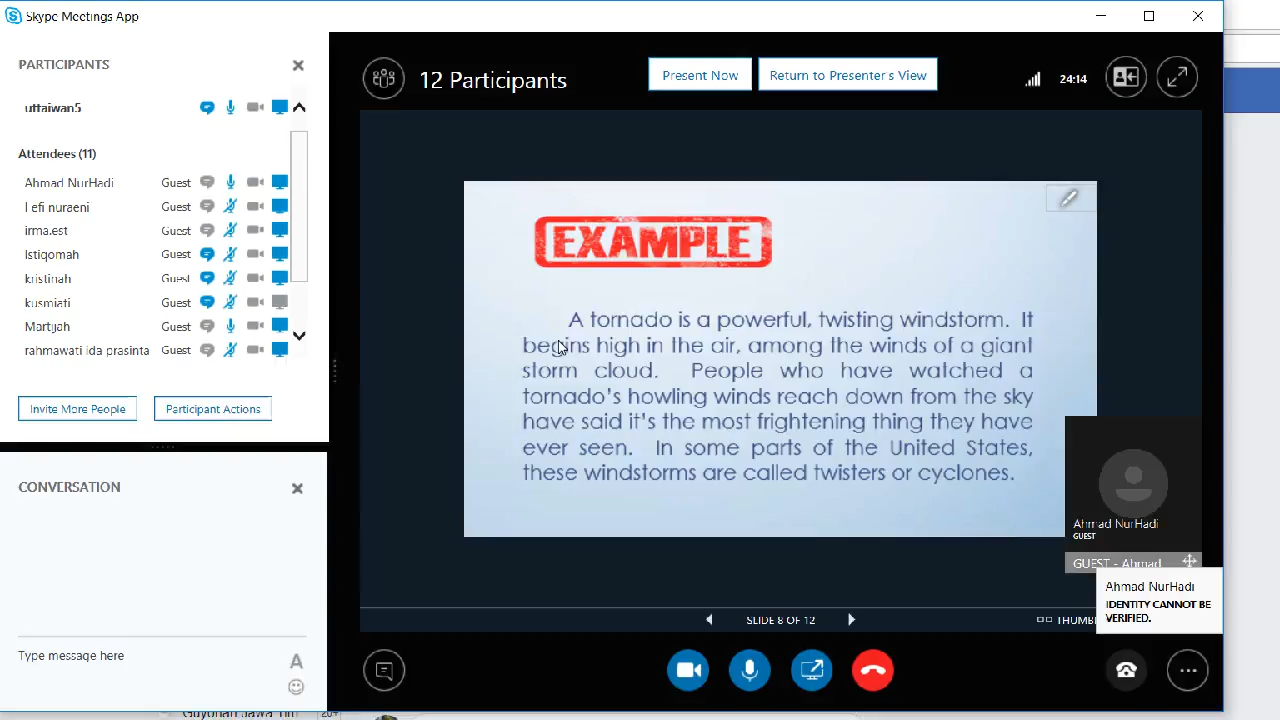 Skype Meetings App
PARTICIPANTS
uttaiwan5
Attendees (11)
Ahmad NurHadi Guest
I efi nuraeni Guest
irma.est Guest
Istiqomah Guest
kristinah Guest
kusmiati Guest
Martijah Guest
rahmawati ida prasinta Guest
Invite More People Participant Actions
CONVERSATION
Type message here
A
12 Participants
Present Now Return to Presenter's View
24:14
EXAMPLE
A tornado is a powerful, twisting windstorm. It
begins high in the air, among the winds of a giant
storm cloud. People who have watched a
tornado's howling winds reach down from the sky
have said it's the most frightening thing they have
ever seen. In some parts of the United States,
these windstorms are called twisters or cyclones.
Ahmad NurHadi
GUEST
GUEST - Ahmad
Ahmad NurHadi
IDENTITY CANNOT BE
VERIFIED.
SLIDE 8 OF 12
THUMB